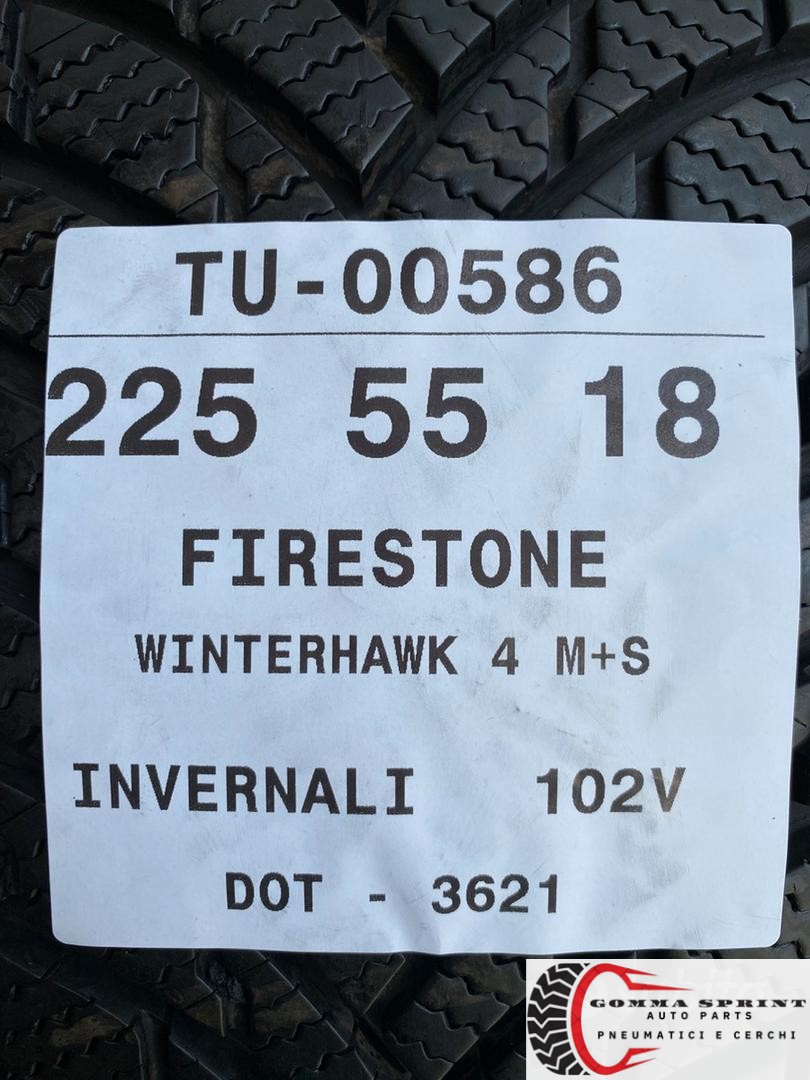 TU-00586
225 55 18
FIRESTONE
WINTERHAWK 4 M+S
INVERNALI 102V
DOT - 3621
GOMMA SPRINT
AUTO PARTS
PNEUMATICI E CERCHI